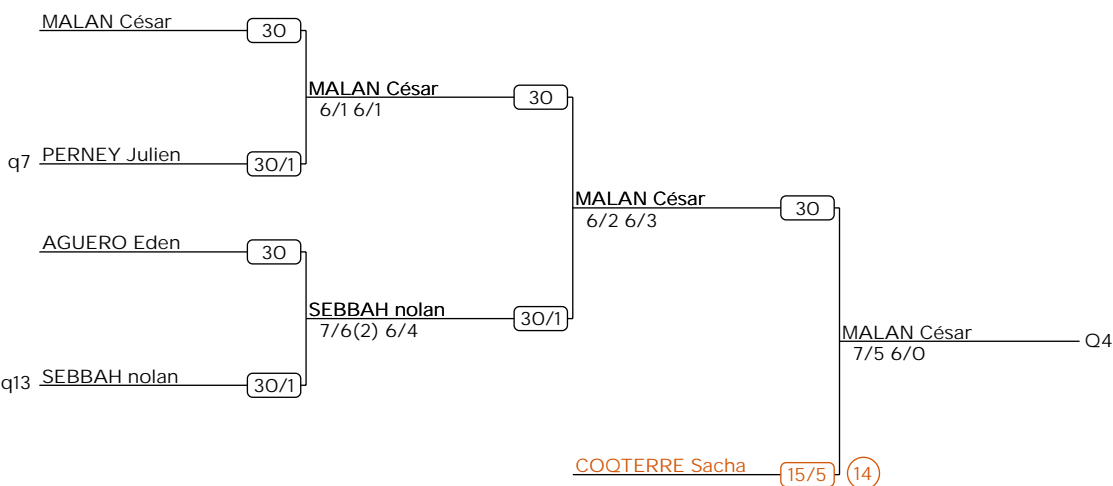 MALAN César 30
MALAN César 30
6/1 6/1
q7 PERNEY Julien 30/1
MALAN César 30
6/2 6/3
AGUERO Eden 30
SEBBAH nolan 30/1
7/6(2) 6/4
MALAN César Q4
7/5 6/0
q13 SEBBAH nolan 30/1
COQTERRE Sacha 15/5 14